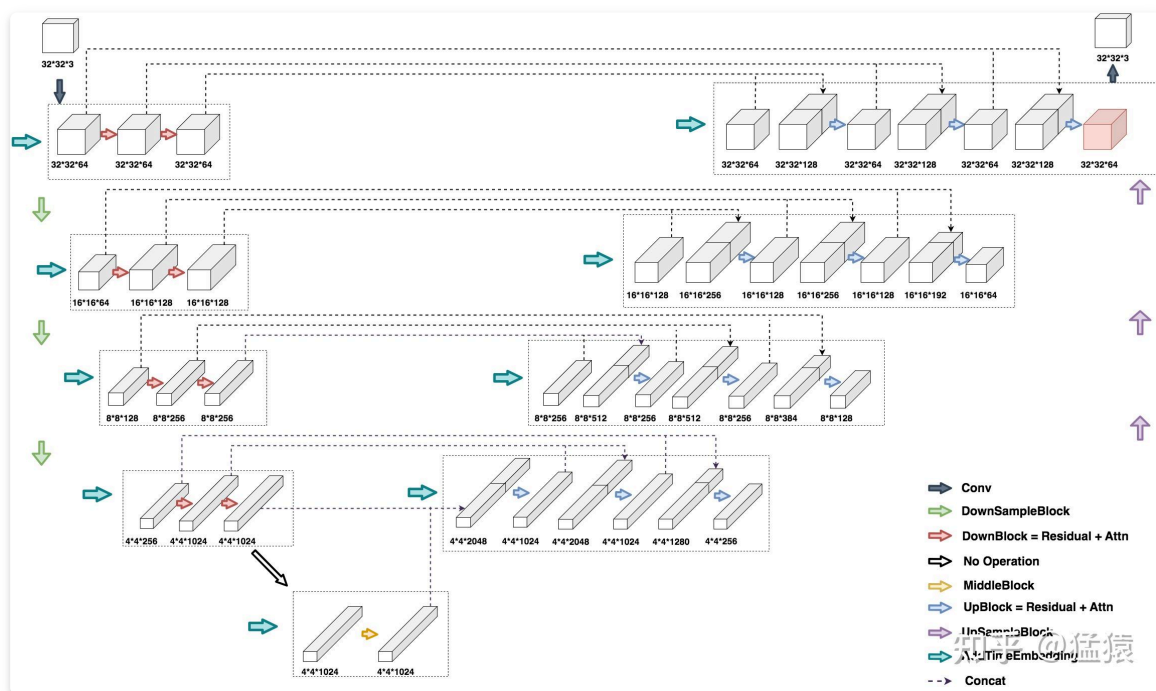 32*32*3
32*32*3
32*32*64 32*32*64 32*32*64
32*32*64 32*32*128 32*32*64 32*32*128 32*32*64 32*32*128 32*32*64
16*16*64 16*16*128 16*16*128
16*16*128 16*16*256 16*16*128 16*16*256 16*16*128 16*16*192 16*16*64
8*8*128 8*8*256 8*8*256
8*8*256 8*8*512 8*8*256 8*8*512 8*8*256 8*8*384 8*8*128
4*4*256 4*4*1024 4*4*1024
4*4*2048 4*4*1024 4*4*2048 4*4*1024 4*4*1280 4*4*256
4*4*1024 4*4*1024
Conv
DownSampleBlock
DownBlock = Residual + Attn
No Operation
MiddleBlock
UpBlock = Residual + Attn
UpSampleBlock
AddTimeEmbedding
Concat
知乎 @猛猿